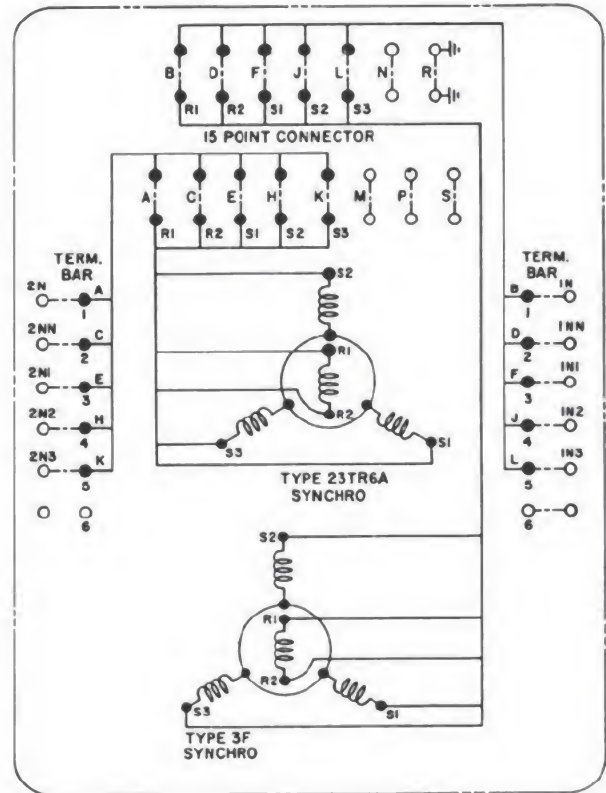 B D F J L N R
R1 R2 S1 S2 S3
15 POINT CONNECTOR
A C E H K M P S
R1 R2 S1 S2 S3
TERM.
BAR
2N A
1
2NN C
2
2N1 E
3
2N2 H
4
2N3 K
5
6
S2
R1
R2
S3
S1
TYPE 23TR6A
SYNCHRO
TERM.
BAR
B 1N
1
D 1NN
2
F 1N1
3
J 1N2
4
L 1N3
5
6
S2
R1
R2
S3
S1
TYPE 3F
SYNCHRO